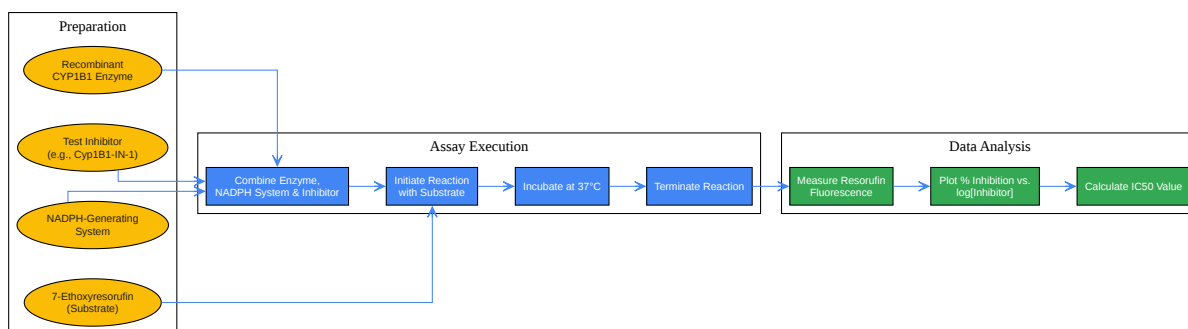 Preparation
Recombinant
CYP1B1 Enzyme
Test Inhibitor
(e.g., Cyp1B1-IN-1)
NADPH-Generating
System
7-Ethoxyresorufin
(Substrate)
Assay Execution
Combine Enzyme,
NADPH System & Inhibitor
Initiate Reaction
with Substrate
Incubate at 37°C
Terminate Reaction
Data Analysis
Measure Resorufin
Fluorescence
Plot % Inhibition vs.
log[Inhibitor]
Calculate IC50 Value